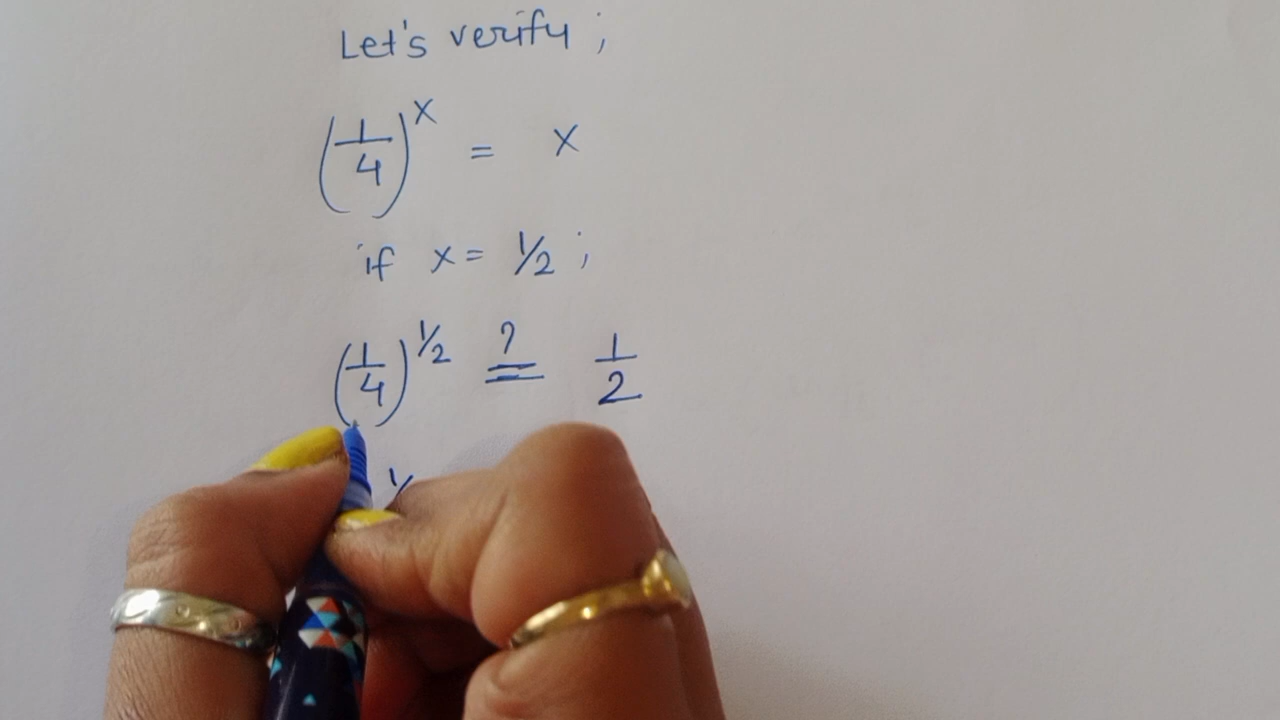 Let's verify ;
(1/4)^x = x
if x = 1/2 ;
(1/4)^1/2 ?= 1/2